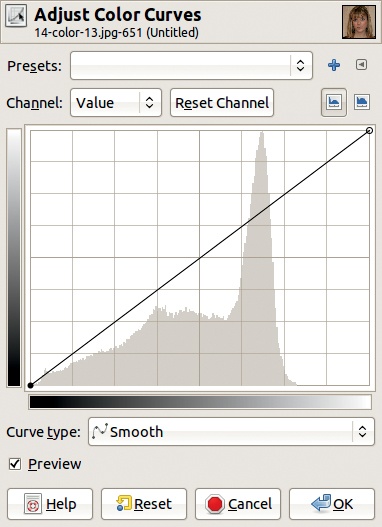 Adjust Color Curves
14-color-13.jpg-651 (Untitled)
Presets:
Channel: Value Reset Channel
Curve type: Smooth
Preview
Help Reset Cancel OK